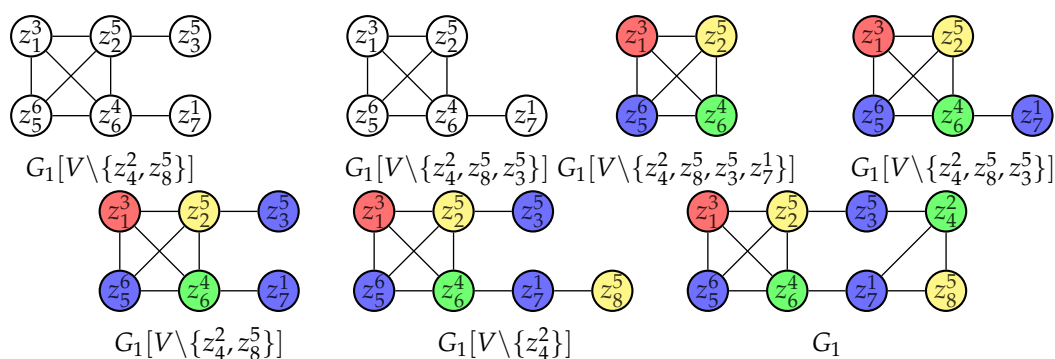 z_1^3 z_2^5 z_3^5 z_1^3 z_2^5 z_1^3 z_2^5 z_1^3 z_2^5
z_5^6 z_6^4 z_7^1 z_5^6 z_6^4 z_7^1 z_5^6 z_6^4 z_5^6 z_6^4 z_7^1
G_1[V\{z_4^2, z_8^5}] G_1[V\{z_4^2, z_8^5, z_3^5}] G_1[V\{z_4^2, z_8^5, z_3^5, z_7^1}] G_1[V\{z_4^2, z_8^5, z_3^5}]
z_1^3 z_2^5 z_3^5 z_1^3 z_2^5 z_3^5 z_1^3 z_2^5 z_3^5 z_4^2
z_5^6 z_6^4 z_7^1 z_5^6 z_6^4 z_7^1 z_8^5 z_5^6 z_6^4 z_7^1 z_8^5
G_1[V\{z_4^2, z_8^5}] G_1[V\{z_4^2}] G_1